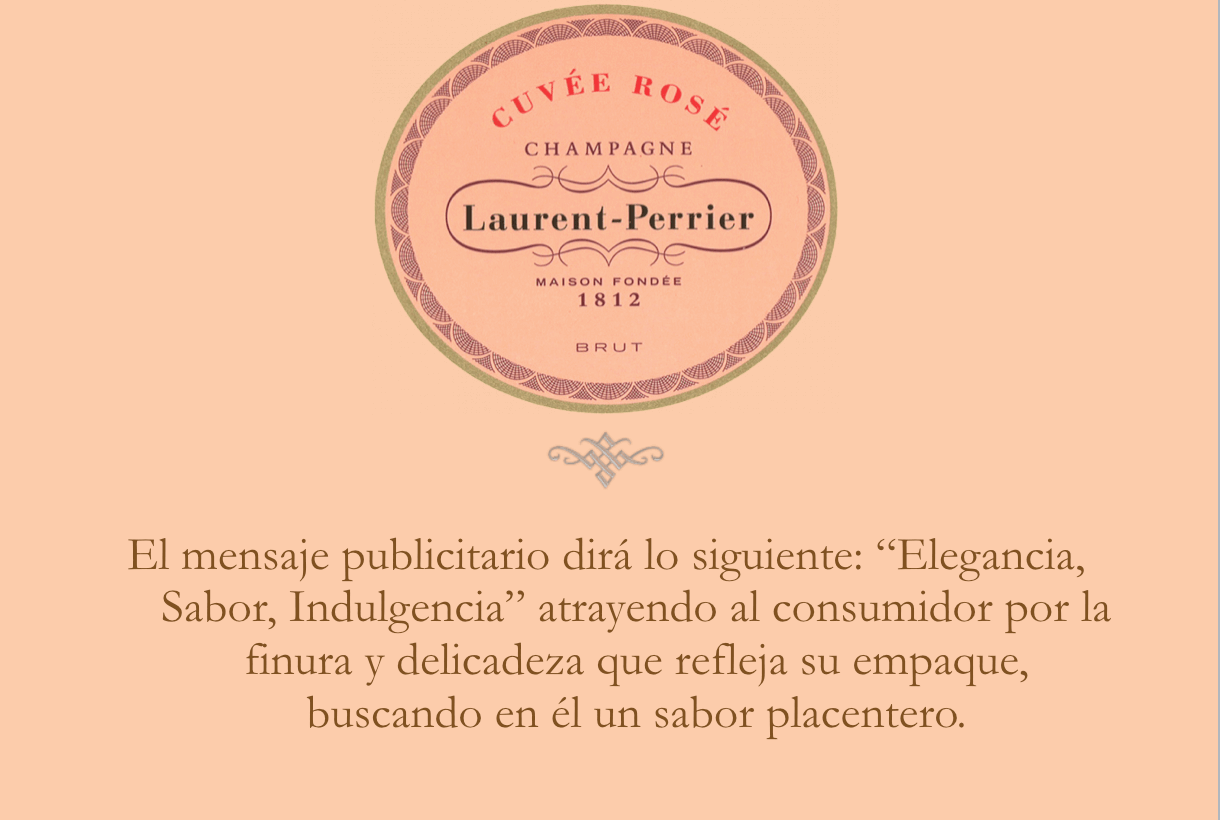 CUVÉE ROSÉ
CHAMPAGNE
Laurent-Perrier
MAISON FONDÉE
1812
BRUT
El mensaje publicitario dirá lo siguiente: “Elegancia,
Sabor, Indulgencia” atrayendo al consumidor por la
finura y delicadeza que refleja su empaque,
buscando en él un sabor placentero.